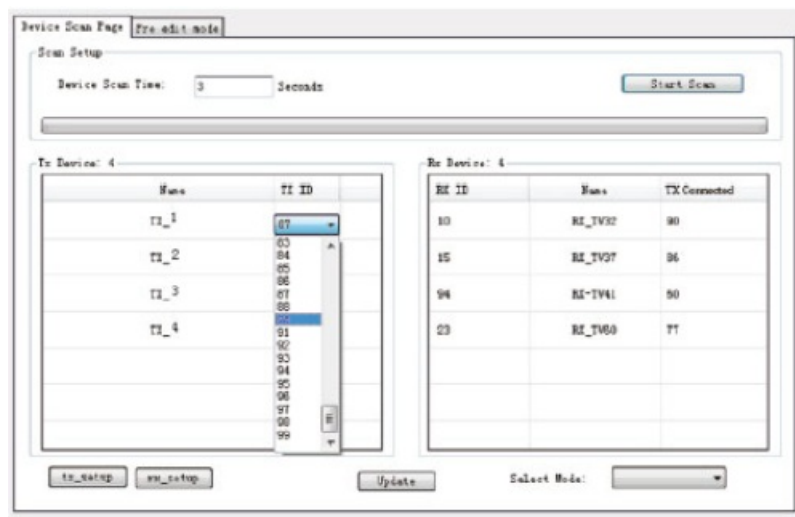 Device Scan Page Pre edit mode
Scan Setup
Device Scan Time: 3 Seconds Start Scan
Tx Device: 4
Name TX ID
TX_1 87
TX_2
TX_3
TX_4
83
84
85
86
87
88
91
92
93
94
95
96
97
98
99
Rx Device: 4
RX ID Name TX Connected
10 RX_TV32 90
15 RX_TV37 86
94 RX-TV41 50
23 RX_TV60 77
tx_setup rx_setup Update Select Mode: